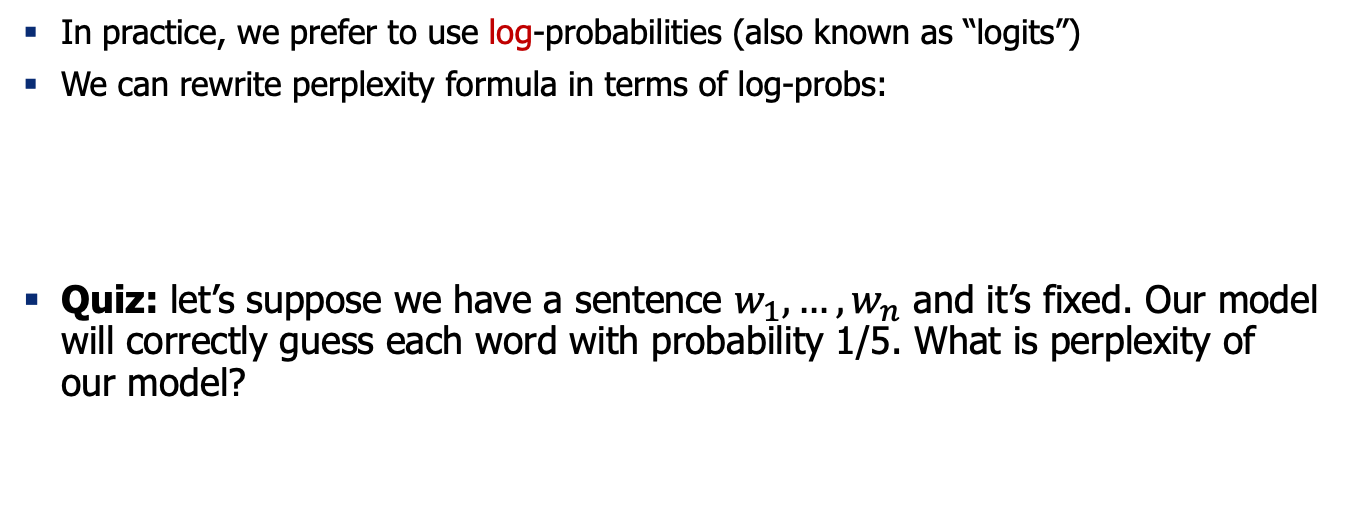 ▪ In practice, we prefer to use log-probabilities (also known as “logits”)
▪ We can rewrite perplexity formula in terms of log-probs:
▪ Quiz: let’s suppose we have a sentence w₁, … , wₙ and it’s fixed. Our model
will correctly guess each word with probability 1/5. What is perplexity of
our model?